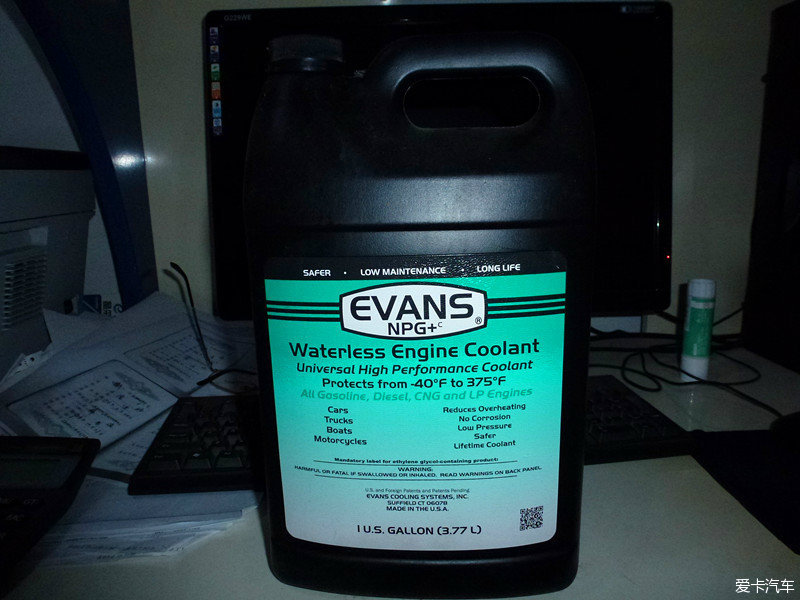 G229WE
SAFER • LOW MAINTENANCE • LONG LIFE
EVANS®
NPG+C
Waterless Engine Coolant
Universal High Performance Coolant
Protects from -40°F to 375°F
All Gasoline, Diesel, CNG and LP Engines
Cars
Trucks
Boats
Motorcycles
Reduces Overheating
No Corrosion
Low Pressure
Safer
Lifetime Coolant
Mandatory label for ethylene glycol-containing product:
WARNING:
HARMFUL OR FATAL IF SWALLOWED OR INHALED. READ WARNINGS ON BACK PANEL.
U.S. and Foreign Patents and Patents Pending
EVANS COOLING SYSTEMS, INC.
SUFFIELD CT 06078
MADE IN THE U.S.A.
1 U.S. GALLON (3.77 L)
爱卡汽车